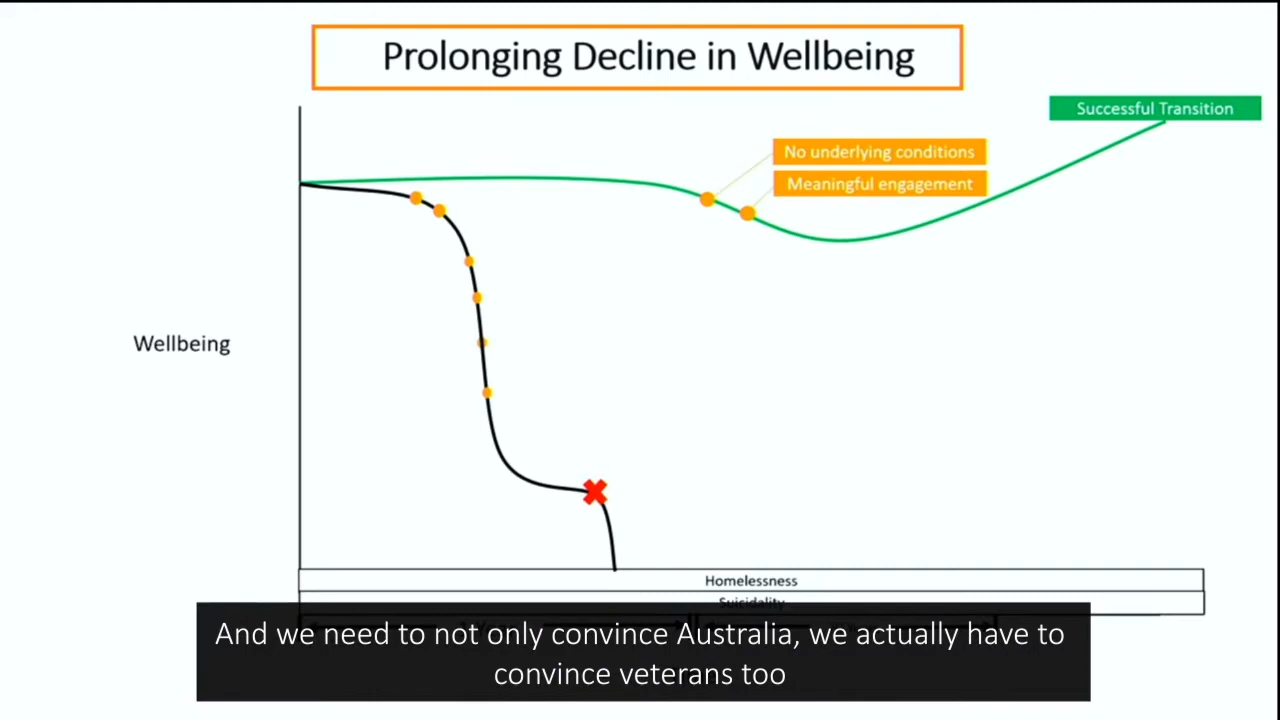 Prolonging Decline in Wellbeing
Successful Transition
No underlying conditions
Meaningful engagement
Wellbeing
Homelessness
Suicidality
And we need to not only convince Australia, we actually have to
convince veterans too